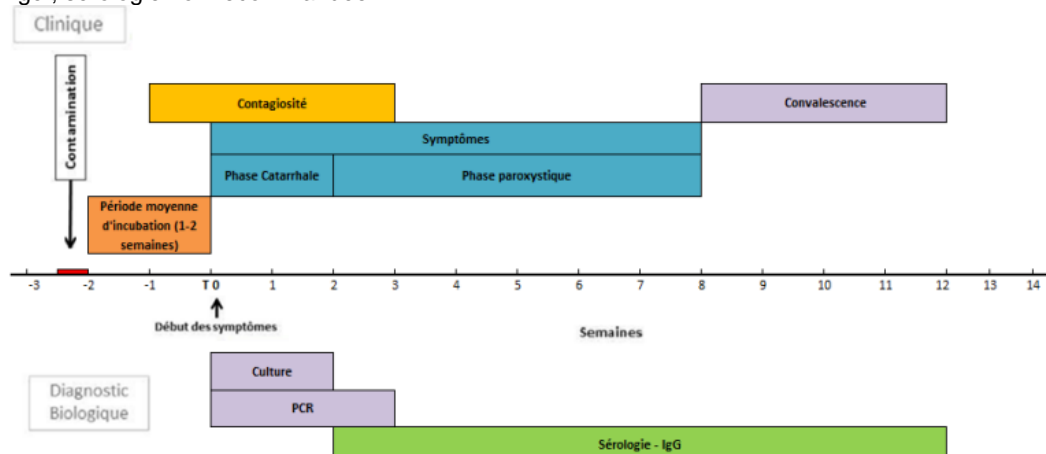 Clinique
Contamination
Contagiosité
Convalescence
Symptômes
Phase Catarrhale
Phase paroxystique
Période moyenne
d'incubation (1-2
semaines)
-3 -2 -1 T 0 1 2 3 4 5 6 7 8 9 10 11 12 13 14
Début des symptômes
Semaines
Diagnostic
Biologique
Culture
PCR
Sérologie - IgG